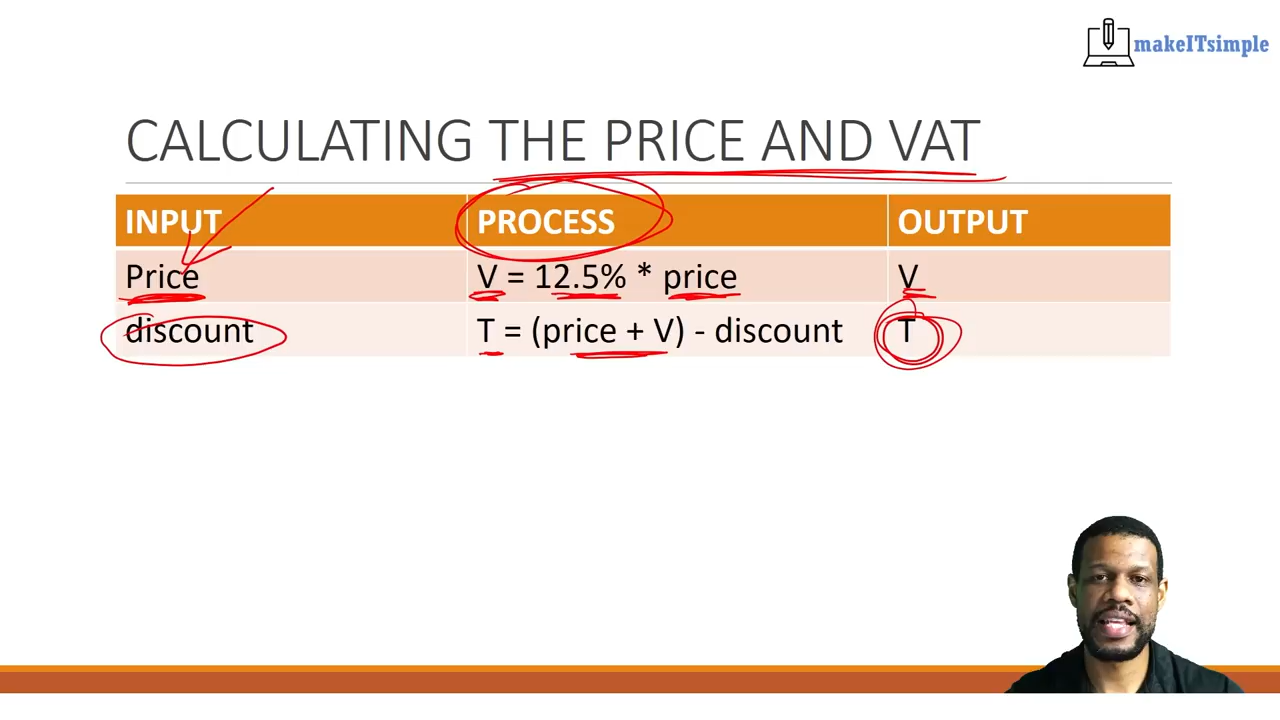 makeITsimple
CALCULATING THE PRICE AND VAT
INPUT PROCESS OUTPUT
Price V = 12.5% * price V
discount T = (price + V) - discount T